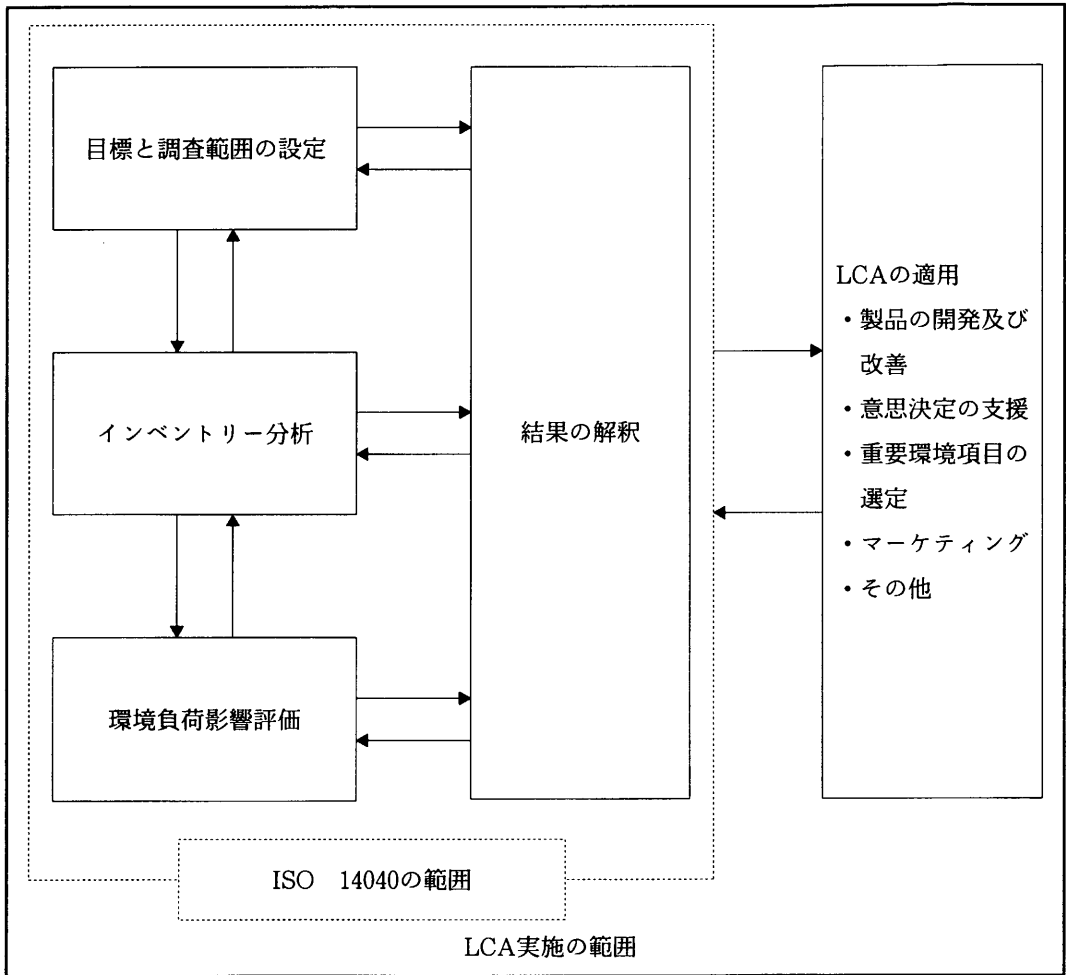 目標と調査範囲の設定
インベントリー分析
環境負荷影響評価
結果の解釈
LCAの適用
・製品の開発及び
改善
・意思決定の支援
・重要環境項目の
選定
・マーケティング
・その他
ISO　14040の範囲
LCA実施の範囲